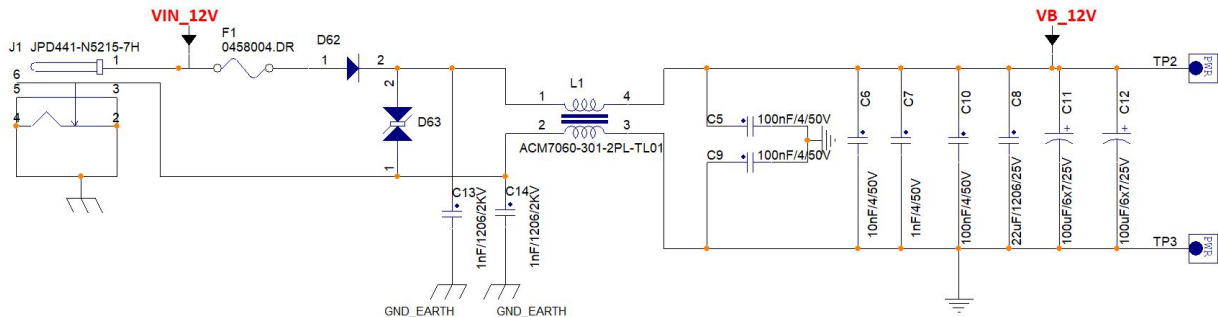 VIN_12V
VB_12V
J1 JPD441-N5215-7H
F1
0458004.DR
D62
1
1
2
6
5
3
4
2
2
D63
1
L1
1
4
2
3
ACM7060-301-2PL-TL01
C13
1nF/1206/2KV
C14
1nF/1206/2KV
GND_EARTH
GND_EARTH
C5
100nF/4/50V
C9
100nF/4/50V
C6
10nF/4/50V
C7
1nF/4/50V
C10
100nF/4/50V
C8
22uF/1206/25V
C11
100uF/6x7/25V
C12
100uF/6x7/25V
TP2
PWR
TP3
PWR